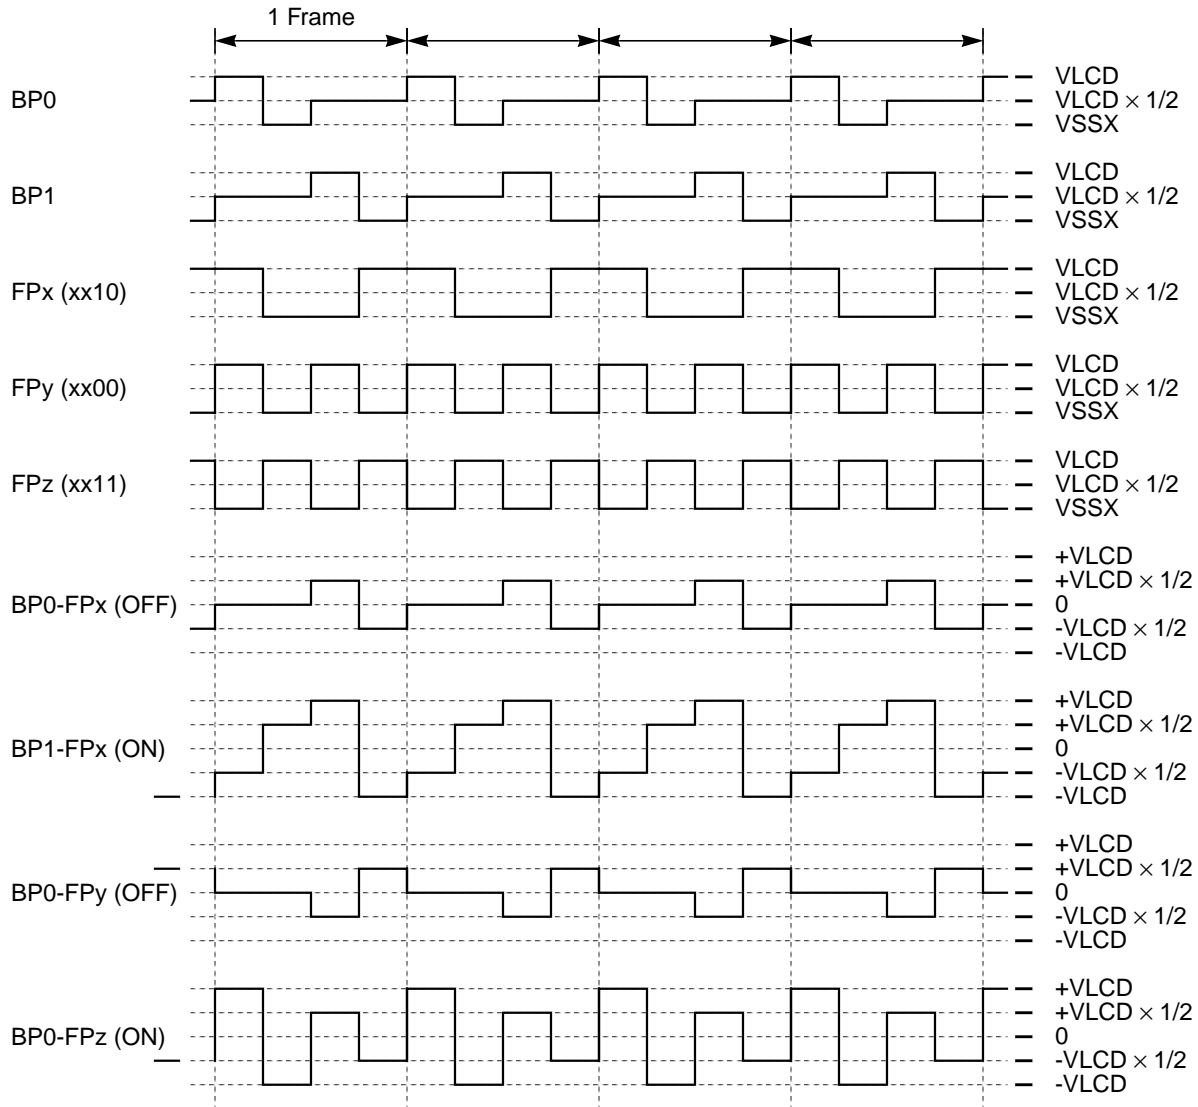 1 Frame
BP0
VLCD
VLCD × 1/2
VSSX
BP1
VLCD
VLCD × 1/2
VSSX
FPx (xx10)
VLCD
VLCD × 1/2
VSSX
FPy (xx00)
VLCD
VLCD × 1/2
VSSX
FPz (xx11)
VLCD
VLCD × 1/2
VSSX
BP0-FPx (OFF)
+VLCD
+VLCD × 1/2
0
-VLCD × 1/2
-VLCD
BP1-FPx (ON)
+VLCD
+VLCD × 1/2
0
-VLCD × 1/2
-VLCD
BP0-FPy (OFF)
+VLCD
+VLCD × 1/2
0
-VLCD × 1/2
-VLCD
BP0-FPz (ON)
+VLCD
+VLCD × 1/2
0
-VLCD × 1/2
-VLCD